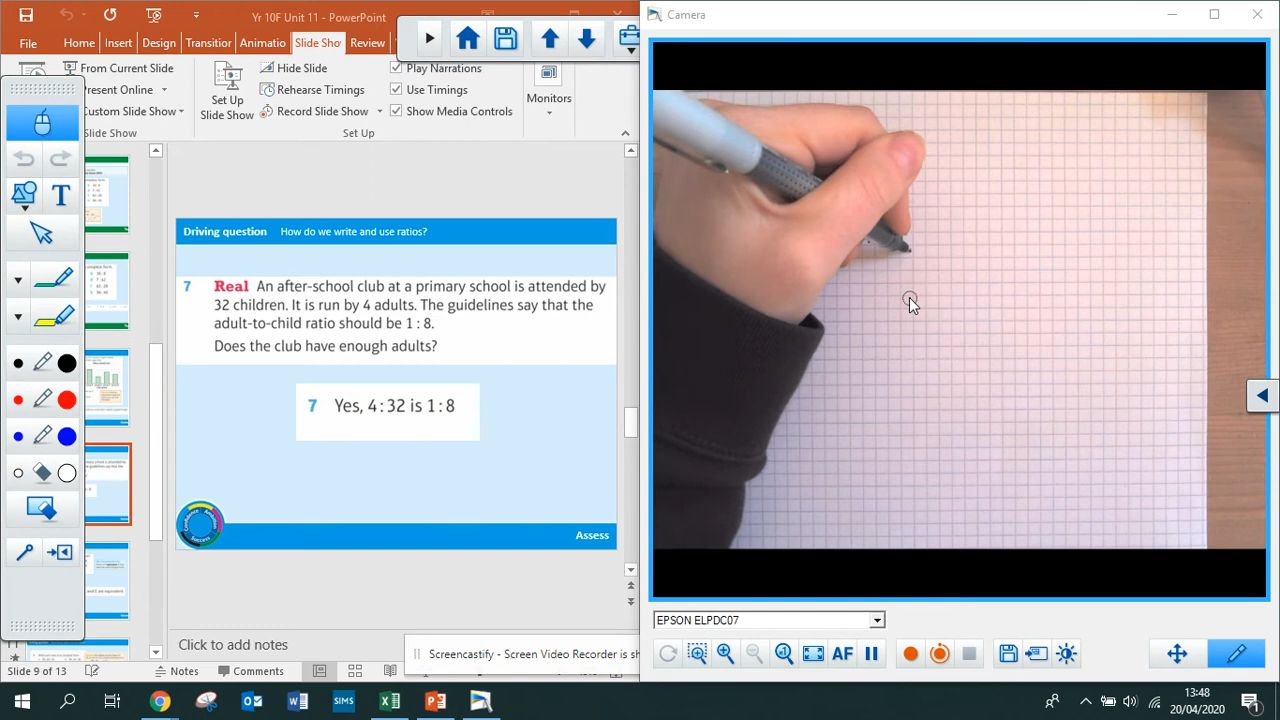 Yr 10F Unit 11 - PowerPoint
File
Home
Insert
Design
Transition
Animatio
Slide Sho
Review
From Current Slide
Present Online
Custom Slide Show
Slide Show
Set Up
Slide Show
Hide Slide
Rehearse Timings
Record Slide Show
Set Up
Play Narrations
Use Timings
Show Media Controls
Monitors
Camera
T
Driving question How do we write and use ratios?
7 Real An after-school club at a primary school is attended by
32 children. It is run by 4 adults. The guidelines say that the
adult-to-child ratio should be 1 : 8.
Does the club have enough adults?
7 Yes, 4 : 32 is 1 : 8
Assess
Click to add notes
Screencastify - Screen Video Recorder is sh
Slide 9 of 13
Notes
Comments
EPSON ELPDC07
AF
SIMS
13:48
20/04/2020
1